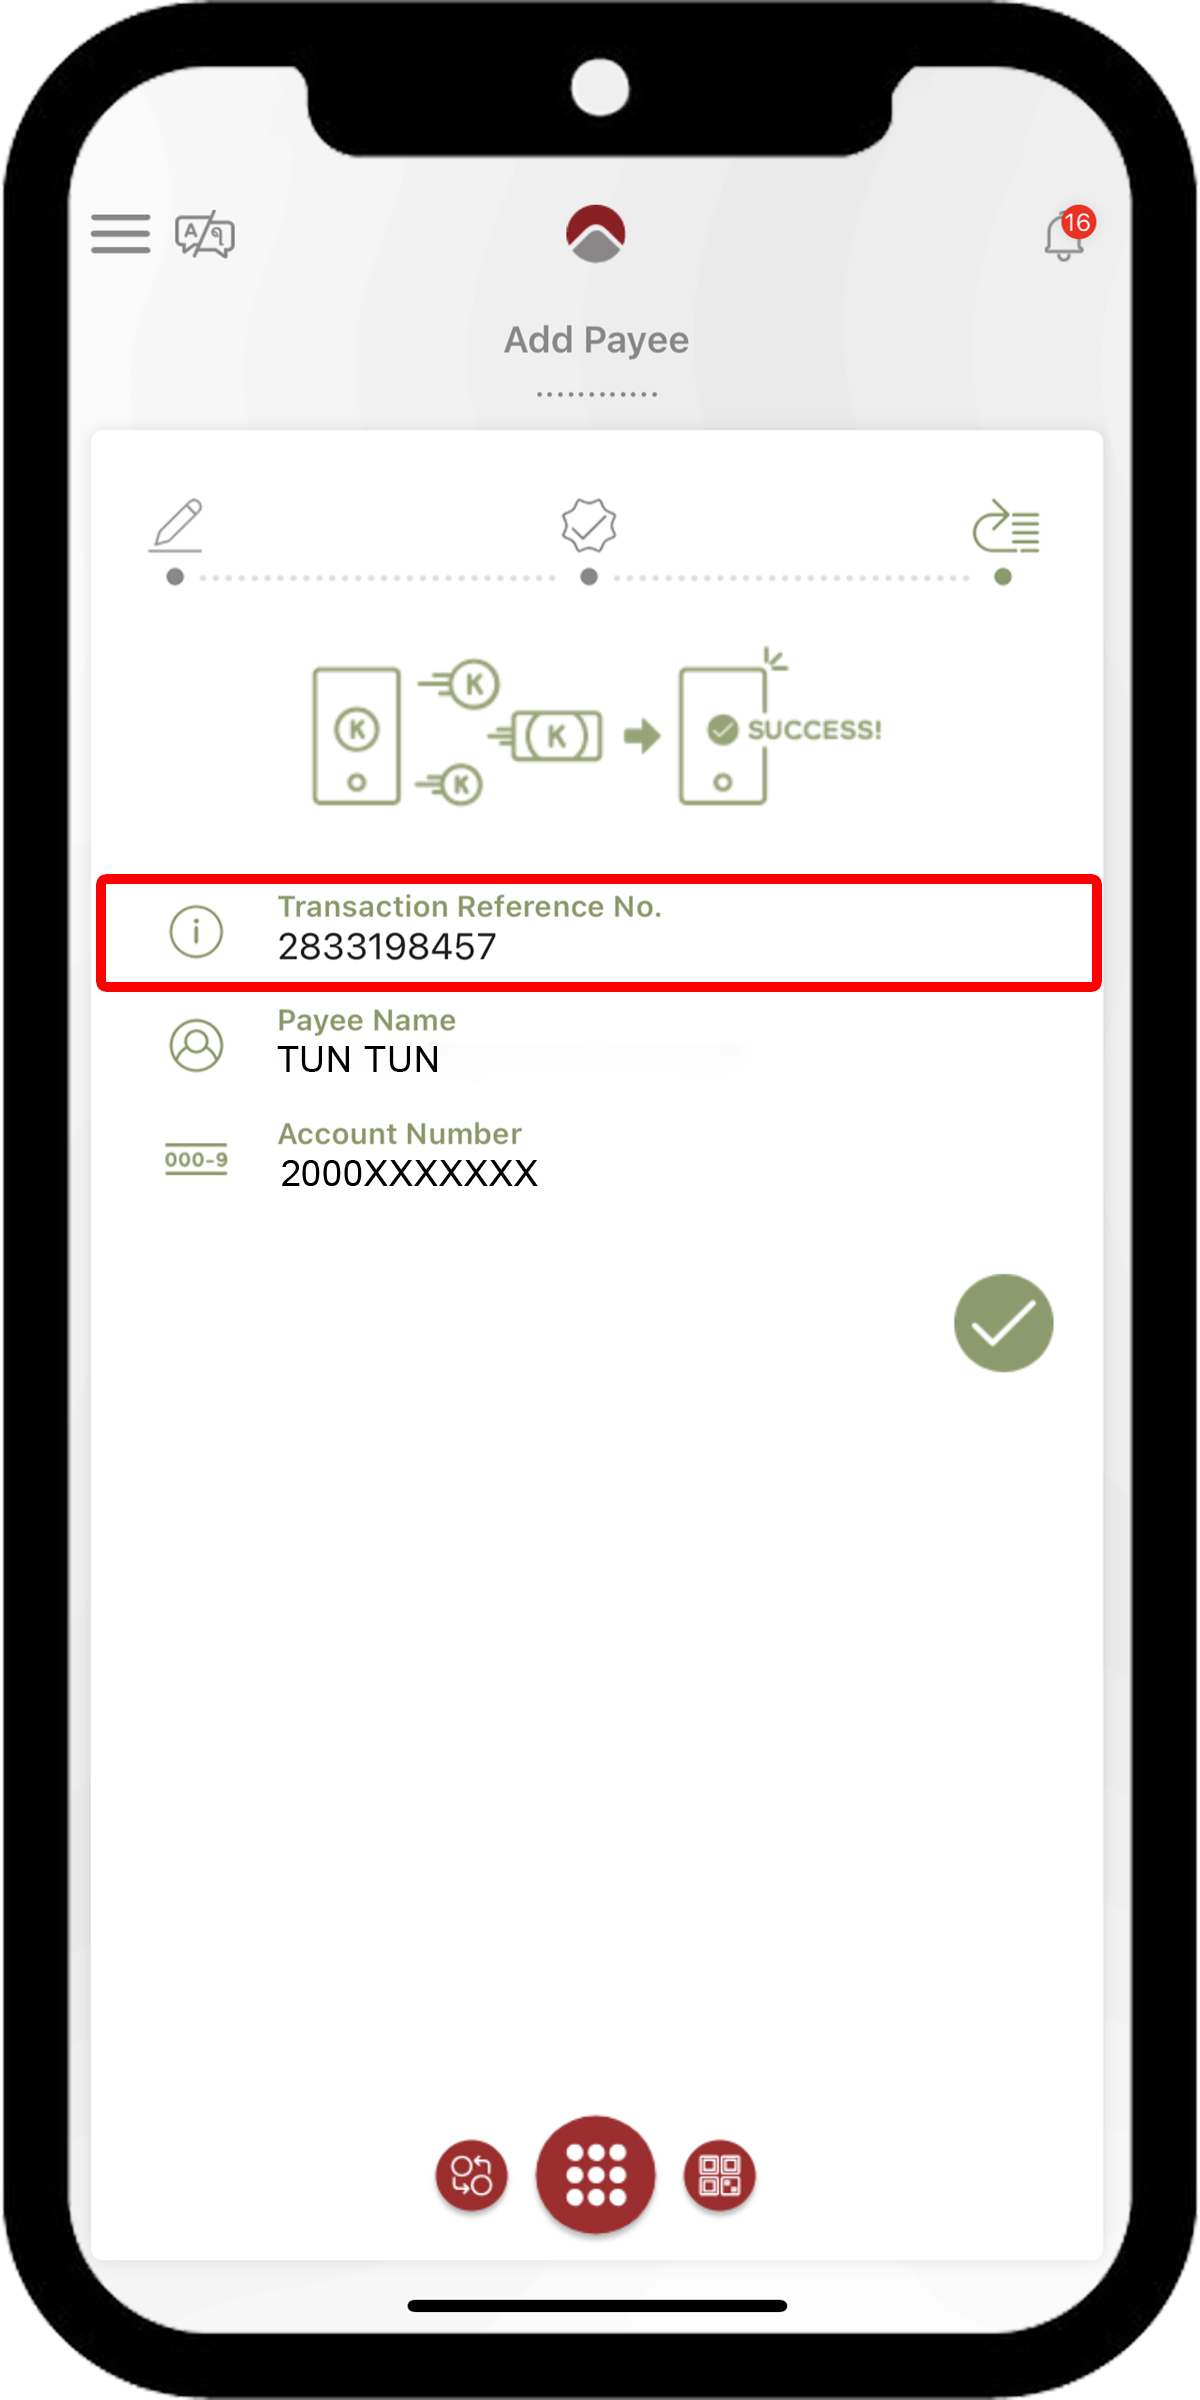 16
Add Payee
K K
K
K
SUCCESS!
Transaction Reference No.
2833198457
Payee Name
TUN TUN
Account Number
000-9
2000XXXXXXX